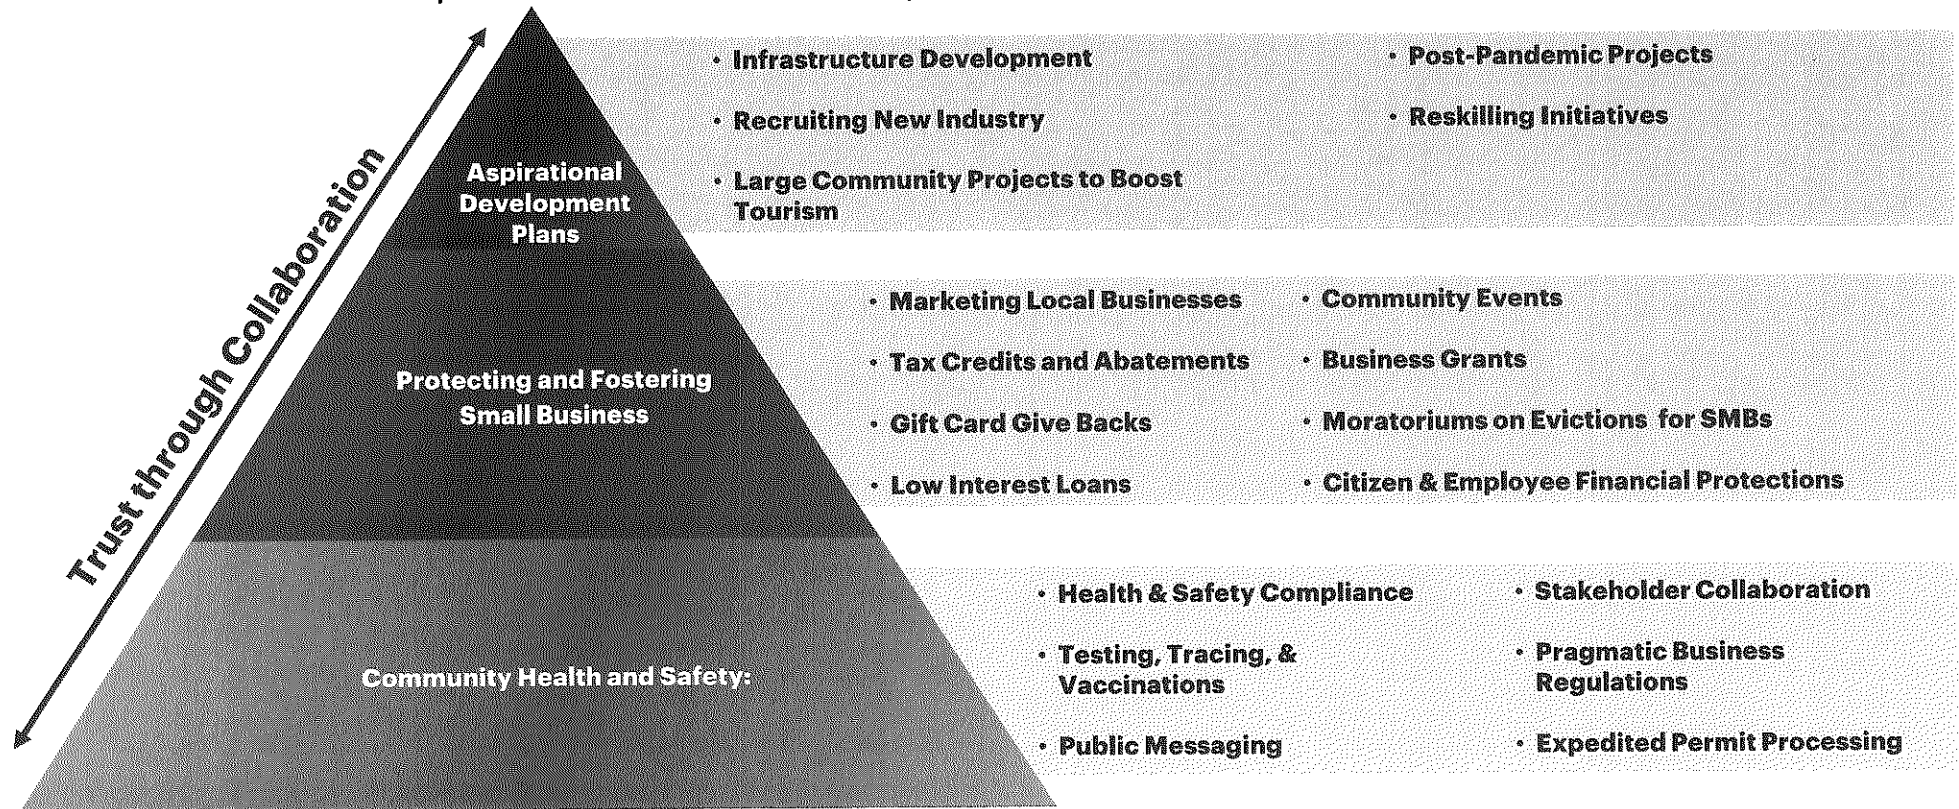 Trust through Collaboration
Aspirational
Development
Plans
• Infrastructure Development
• Recruiting New Industry
• Large Community Projects to Boost
Tourism
• Post-Pandemic Projects
• Reskilling Initiatives
Protecting and Fostering
Small Business
• Marketing Local Businesses
• Tax Credits and Abatements
• Gift Card Give Backs
• Low Interest Loans
• Community Events
• Business Grants
• Moratoriums on Evictions for SMBs
• Citizen & Employee Financial Protections
Community Health and Safety:
• Health & Safety Compliance
• Testing, Tracing, &
Vaccinations
• Public Messaging
• Stakeholder Collaboration
• Pragmatic Business
Regulations
• Expedited Permit Processing